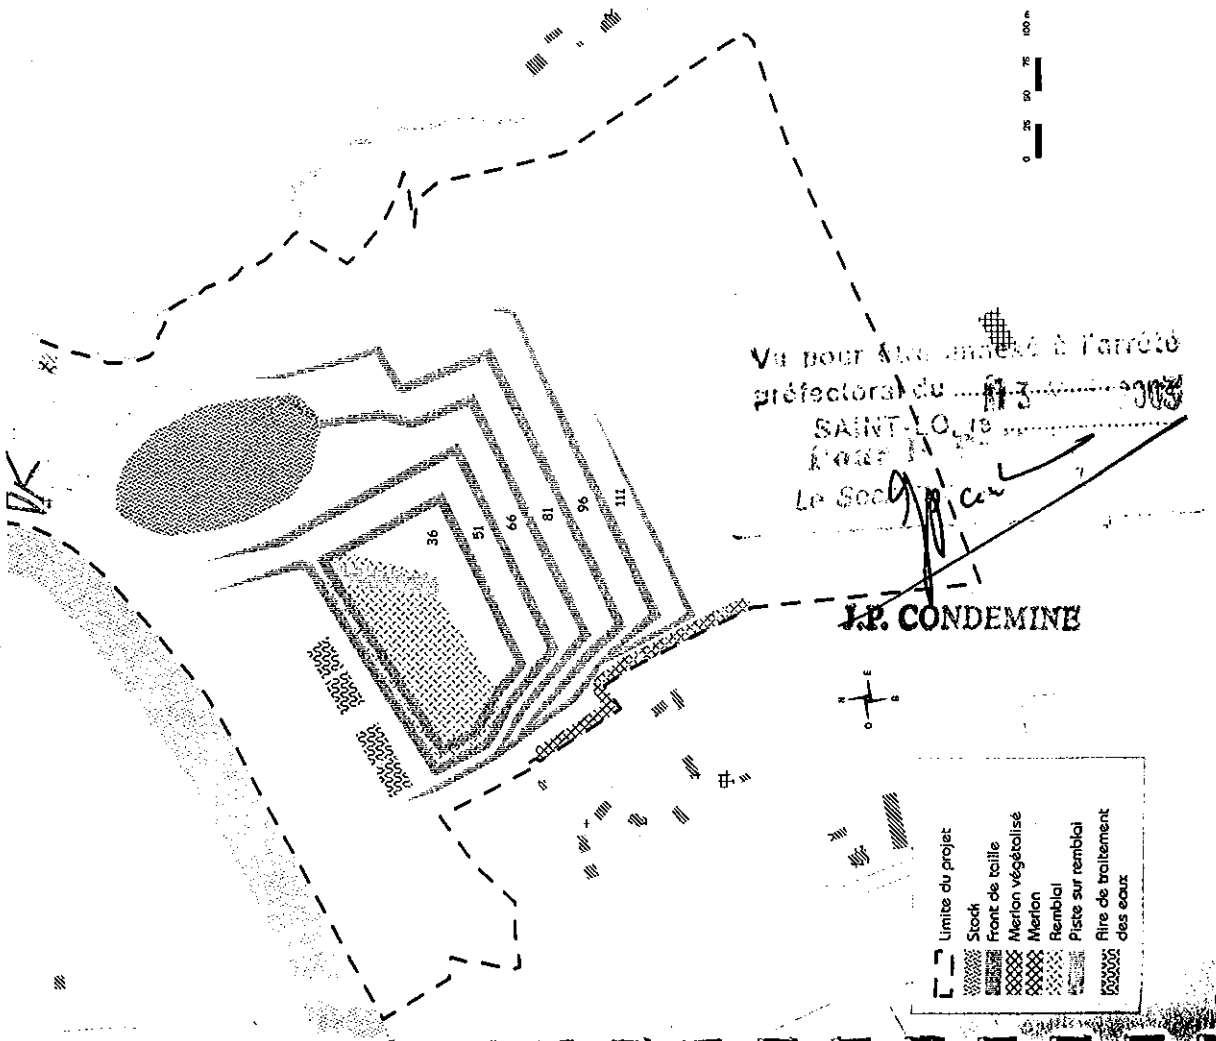 0 25 50 75 100
Vu pour être annexé à l'arrêté
préfectoral du
SAINT-LO, le
Le
J.P. CONDEMINE
36
51
66
81
96
111
N
E
S
O
Limite du projet
Stock
Front de taille
Merlon végétalisé
Merlon
Remblai
Piste sur remblai
Aire de traitement
des eaux